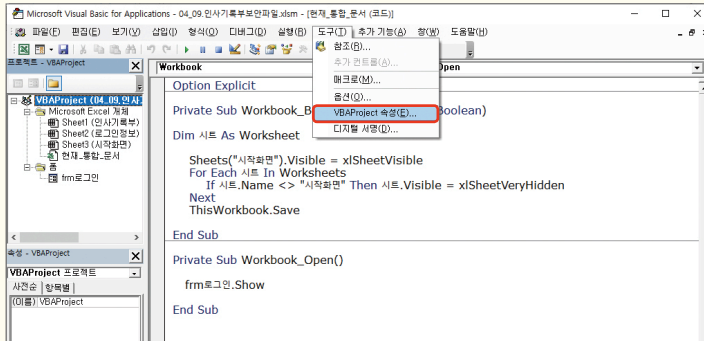 Microsoft Visual Basic for Applications - 04_09.인사기록부보안파일.xlsm - [현재_통합_문서 (코드)]
파일(F) 편집(E) 보기(V) 삽입(I) 형식(O) 디버그(D) 실행(R) 도구(T) 추가 기능(A) 창(W) 도움말(H)
참조(R)...
추가 컨트롤(A)...
매크로(M)...
옵션(O)...
VBAProject 속성(E)...
디지털 서명(D)...
프로젝트 - VBAProject
VBAProject (04_09.인사
Microsoft Excel 개체
Sheet1 (인사기록부)
Sheet2 (로그인정보)
Sheet3 (시작화면)
현재_통합_문서
폼
frm로그인
속성 - VBAProject
VBAProject 프로젝트
사전순 항목별
(이름) VBAProject
Workbook
Open
Option Explicit
Private Sub Workbook_B Boolean)
Dim 시트 As Worksheet
Sheets("시작화면").Visible = xlSheetVisible
For Each 시트 In Worksheets
If 시트.Name <> "시작화면" Then 시트.Visible = xlSheetVeryHidden
Next
ThisWorkbook.Save
End Sub
Private Sub Workbook_Open()
frm로그인.Show
End Sub